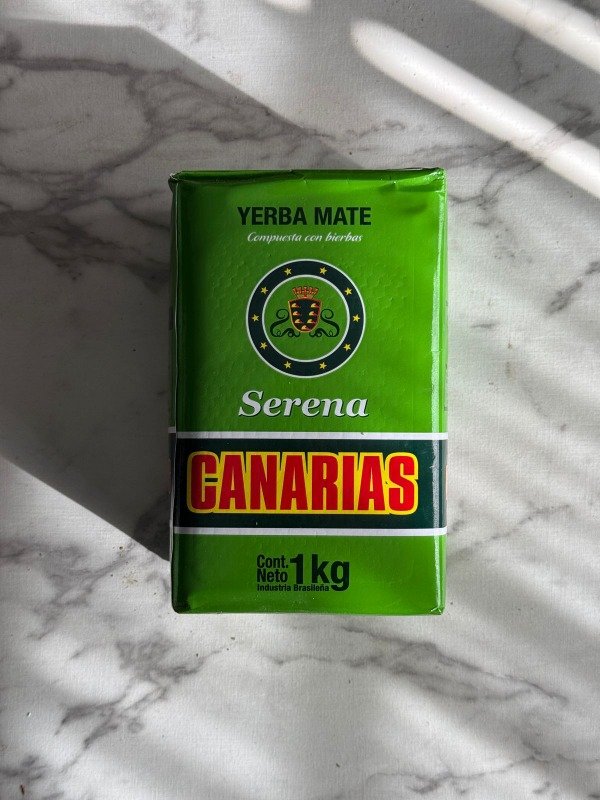 YERBA MATE
Compuesta con hierbas
Serena
CANARIAS
Cont.
Neto 1kg
Industria Brasileña